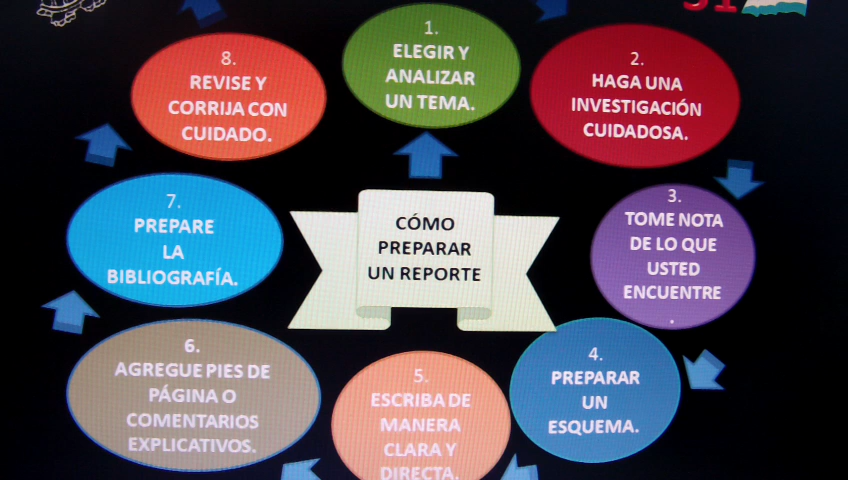 CÓMO
PREPARAR
UN REPORTE
1.
ELEGIR Y
ANALIZAR
UN TEMA.
2.
HAGA UNA
INVESTIGACIÓN
CUIDADOSA.
3.
TOME NOTA
DE LO QUE
USTED
ENCUENTRE
.
4.
PREPARAR
UN
ESQUEMA.
5.
ESCRIBA DE
MANERA
CLARA Y
DIRECTA.
6.
AGREGUE PIES DE
PÁGINA O
COMENTARIOS
EXPLICATIVOS.
7.
PREPARE
LA
BIBLIOGRAFÍA.
8.
REVISE Y
CORRIJA CON
CUIDADO.